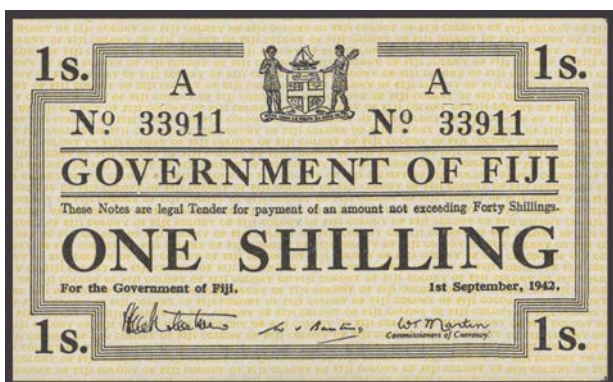 1s. 1s.
A A
Nº 33911 Nº 33911
GOVERNMENT OF FIJI
These Notes are legal Tender for payment of an amount not exceeding Forty Shillings.
ONE SHILLING
For the Government of Fiji. 1st September, 1942.
Commissioners of Currency.
1s. 1s.